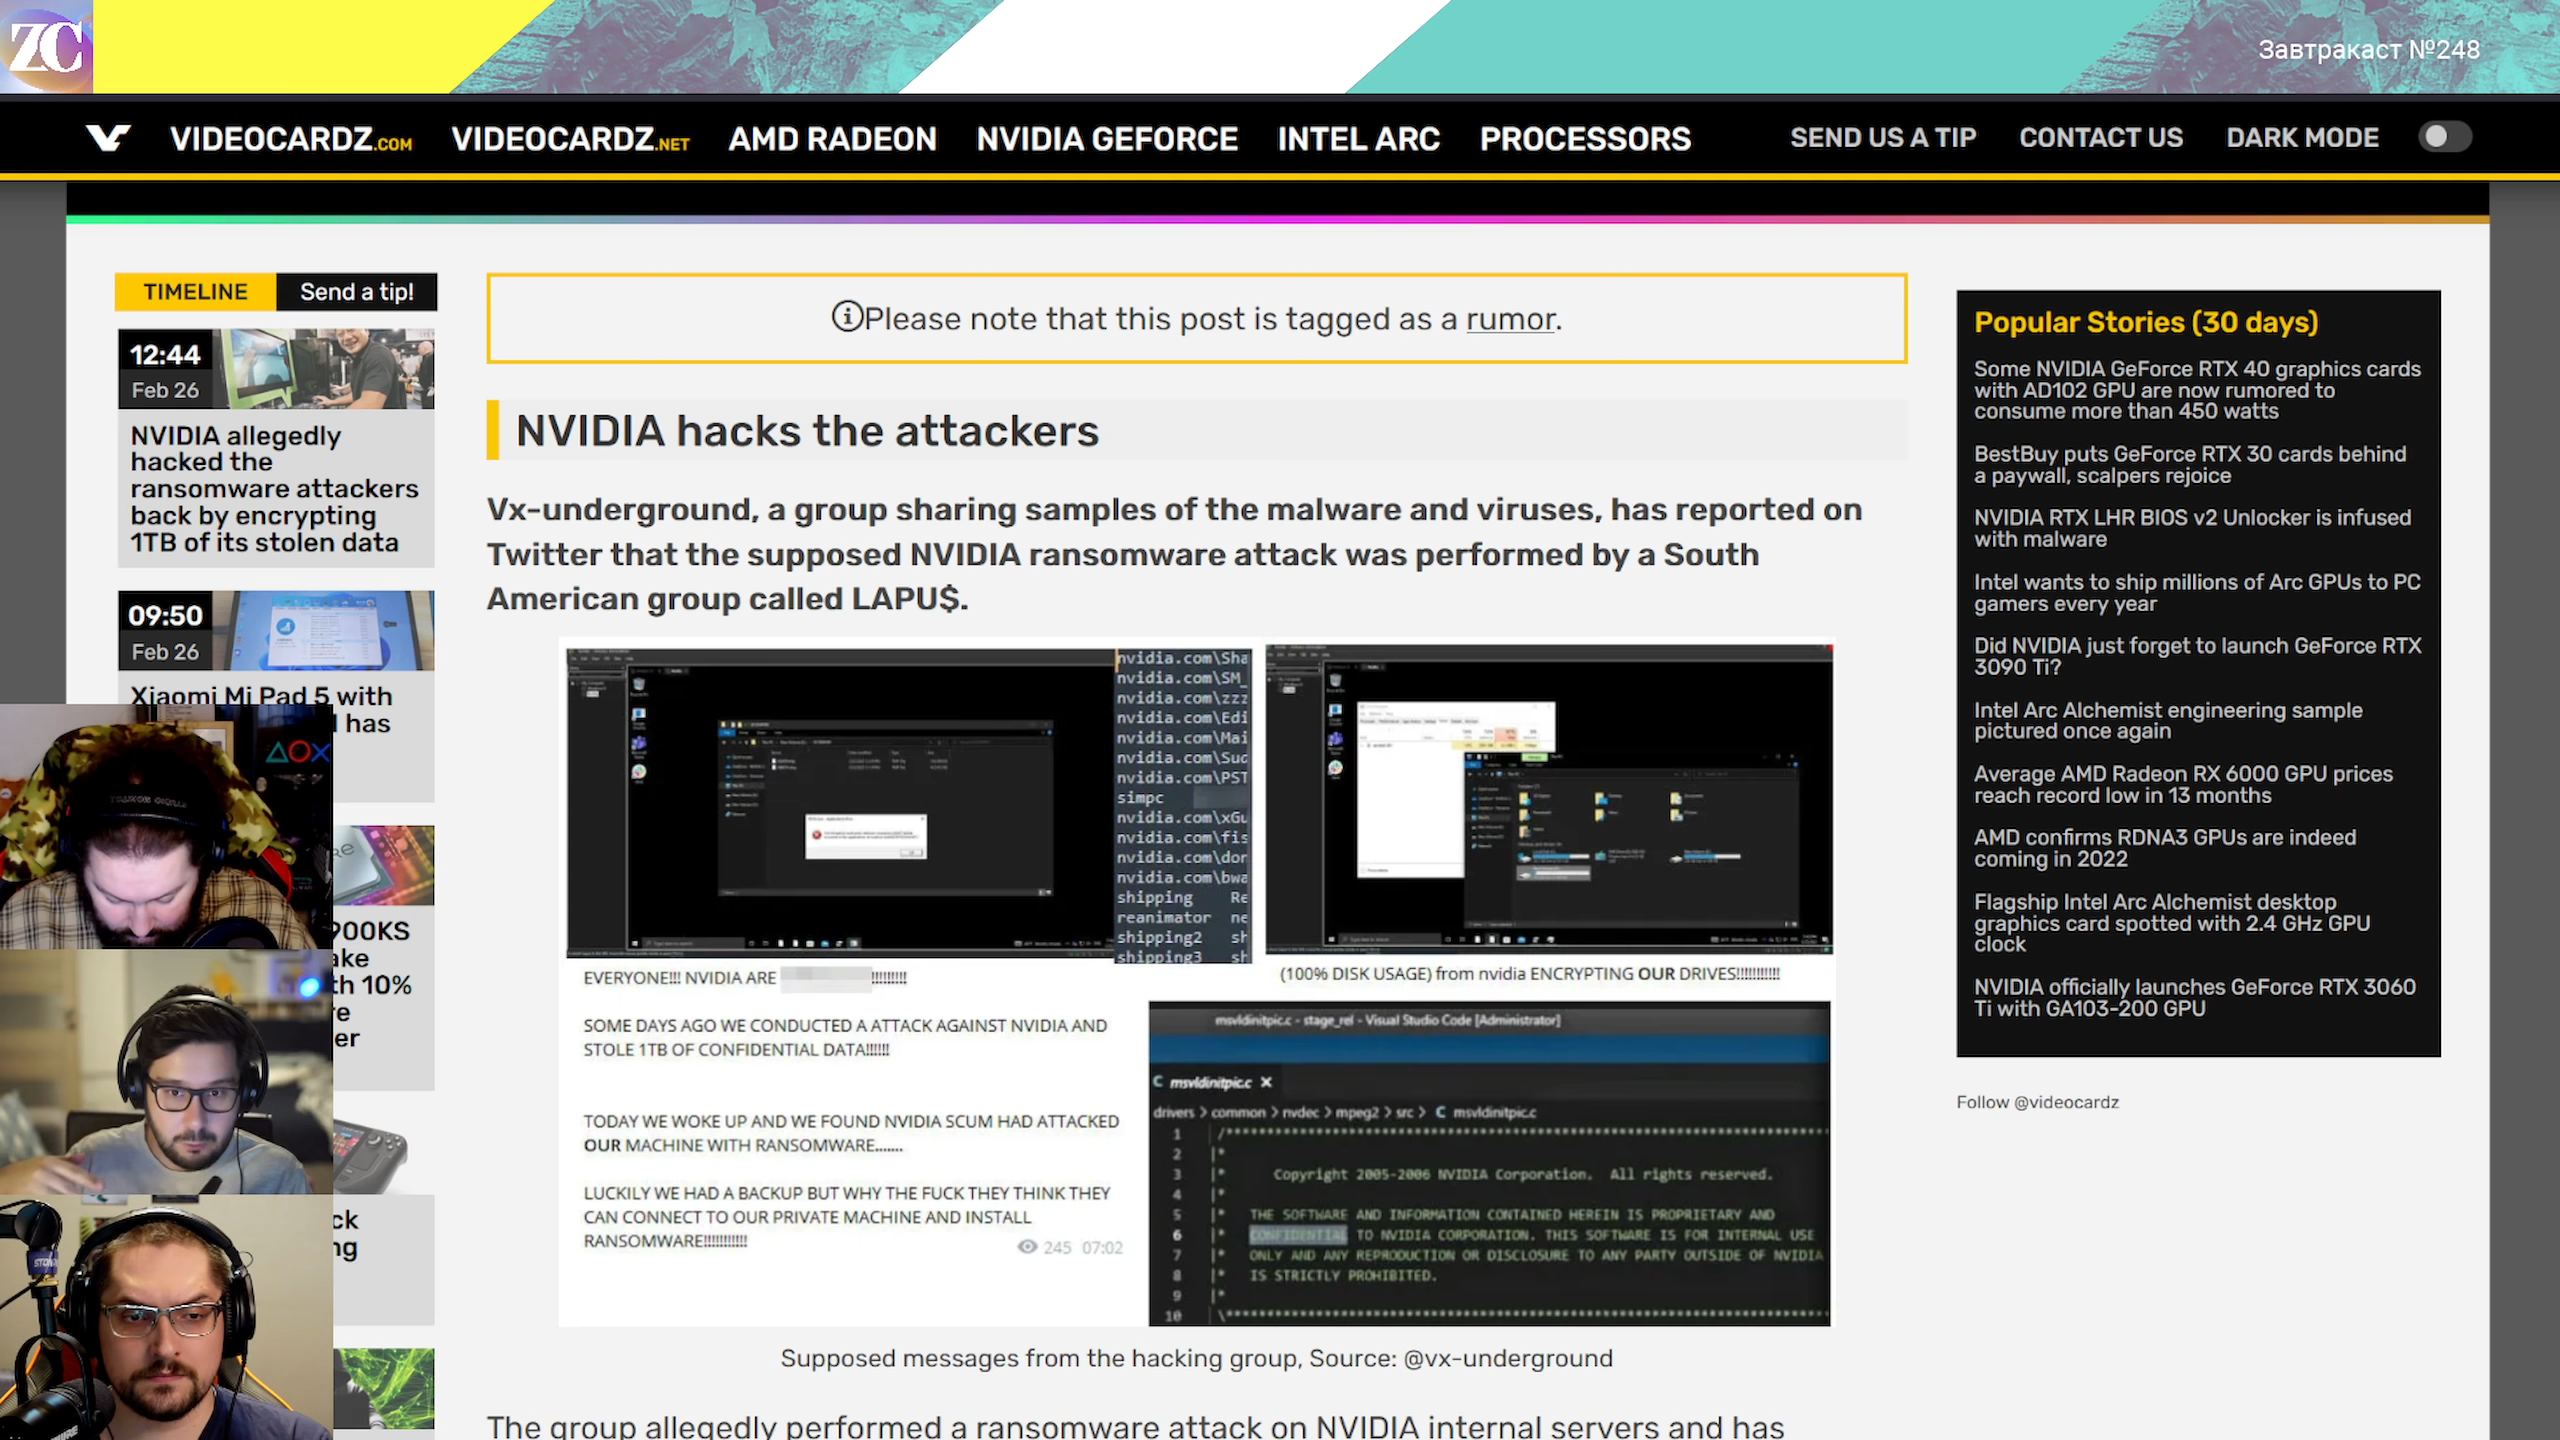 ZC
Завтракаст №248
VIDEOCARDZ.COM VIDEOCARDZ.NET AMD RADEON NVIDIA GEFORCE INTEL ARC PROCESSORS SEND US A TIP CONTACT US DARK MODE
TIMELINE Send a tip!
12:44
Feb 26
NVIDIA allegedly
hacked the
ransomware attackers
back by encrypting
1TB of its stolen data
09:50
Feb 26
Xiaomi Mi Pad 5 with
has
900KS
th 10%
Please note that this post is tagged as a rumor.
NVIDIA hacks the attackers
Vx-underground, a group sharing samples of the malware and viruses, has reported on
Twitter that the supposed NVIDIA ransomware attack was performed by a South
American group called LAPU$.
nvidia.com\Sha
nvidia.com\SM_
nvidia.com\zzz
nvidia.com\Edi
nvidia.com\Mai
nvidia.com\Sud
nvidia.com\PST
simpc
nvidia.com\xGu
nvidia.com\fis
nvidia.com\don
nvidia.com\bwa
shipping Re
reanimator ne
shipping2 sh
shipping3 sh
EVERYONE!!! NVIDIA ARE !!!!!!!!!
SOME DAYS AGO WE CONDUCTED A ATTACK AGAINST NVIDIA AND
STOLE 1TB OF CONFIDENTIAL DATA!!!!!!
TODAY WE WOKE UP AND WE FOUND NVIDIA SCUM HAD ATTACKED
OUR MACHINE WITH RANSOMWARE.......
LUCKILY WE HAD A BACKUP BUT WHY THE FUCK THEY THINK THEY
CAN CONNECT TO OUR PRIVATE MACHINE AND INSTALL
RANSOMWARE!!!!!!!!!!!
245 07:02
(100% DISK USAGE) from nvidia ENCRYPTING OUR DRIVES!!!!!!!!!!!
msvldinitpic.c - stage_rel - Visual Studio Code [Administrator]
C msvldinitpic.c ×
drivers > common > nvdec > mpeg2 > src > C msvldinitpic.c
1
2
3 Copyright 2005-2006 NVIDIA Corporation. All rights reserved.
4
5 THE SOFTWARE AND INFORMATION CONTAINED HEREIN IS PROPRIETARY AND
6 CONFIDENTIAL TO NVIDIA CORPORATION. THIS SOFTWARE IS FOR INTERNAL USE
7 ONLY AND ANY REPRODUCTION OR DISCLOSURE TO ANY PARTY OUTSIDE OF NVIDIA
8 IS STRICTLY PROHIBITED.
9
10
Supposed messages from the hacking group, Source: @vx-underground
The group allegedly performed a ransomware attack on NVIDIA internal servers and has
Popular Stories (30 days)
Some NVIDIA GeForce RTX 40 graphics cards
with AD102 GPU are now rumored to
consume more than 450 watts
BestBuy puts GeForce RTX 30 cards behind
a paywall, scalpers rejoice
NVIDIA RTX LHR BIOS v2 Unlocker is infused
with malware
Intel wants to ship millions of Arc GPUs to PC
gamers every year
Did NVIDIA just forget to launch GeForce RTX
3090 Ti?
Intel Arc Alchemist engineering sample
pictured once again
Average AMD Radeon RX 6000 GPU prices
reach record low in 13 months
AMD confirms RDNA3 GPUs are indeed
coming in 2022
Flagship Intel Arc Alchemist desktop
graphics card spotted with 2.4 GHz GPU
clock
NVIDIA officially launches GeForce RTX 3060
Ti with GA103-200 GPU
Follow @videocardz